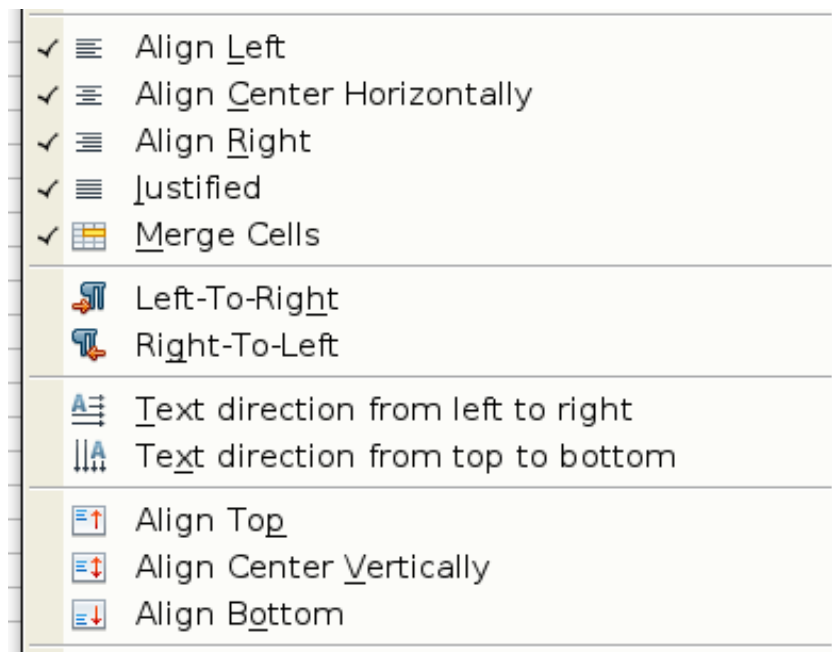 Align Left
Align Center Horizontally
Align Right
Justified
Merge Cells
Left-To-Right
Right-To-Left
Text direction from left to right
Text direction from top to bottom
Align Top
Align Center Vertically
Align Bottom